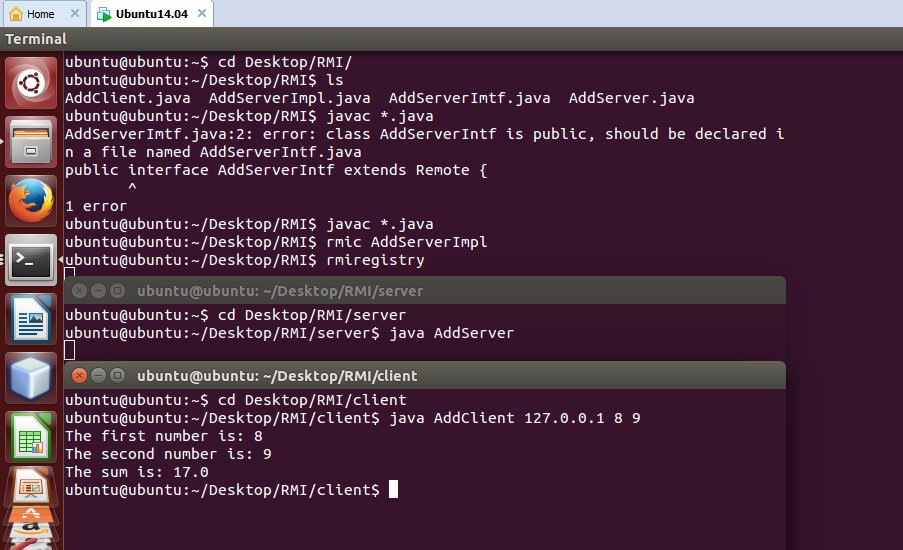 Home
Ubuntu14.04
Terminal
ubuntu@ubuntu:~$ cd Desktop/RMI/
ubuntu@ubuntu:~/Desktop/RMI$ ls
AddClient.java  AddServerImpl.java  AddServerImtf.java  AddServer.java
ubuntu@ubuntu:~/Desktop/RMI$ javac *.java
AddServerImtf.java:2: error: class AddServerIntf is public, should be declared i
n a file named AddServerIntf.java
public interface AddServerIntf extends Remote {
       ^
1 error
ubuntu@ubuntu:~/Desktop/RMI$ javac *.java
ubuntu@ubuntu:~/Desktop/RMI$ rmic AddServerImpl
ubuntu@ubuntu:~/Desktop/RMI$ rmiregistry
ubuntu@ubuntu: ~/Desktop/RMI/server
ubuntu@ubuntu:~$ cd Desktop/RMI/server
ubuntu@ubuntu:~/Desktop/RMI/server$ java AddServer
ubuntu@ubuntu: ~/Desktop/RMI/client
ubuntu@ubuntu:~$ cd Desktop/RMI/client
ubuntu@ubuntu:~/Desktop/RMI/client$ java AddClient 127.0.0.1 8 9
The first number is: 8
The second number is: 9
The sum is: 17.0
ubuntu@ubuntu:~/Desktop/RMI/client$